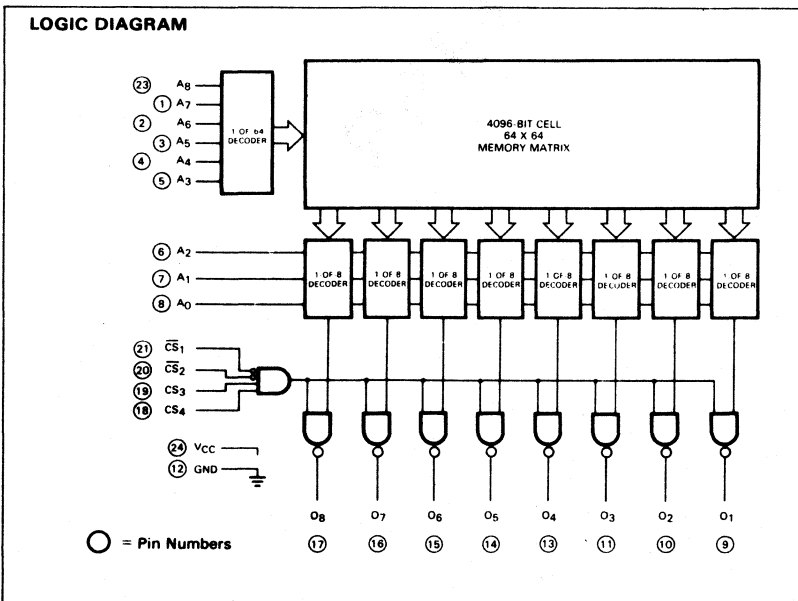 LOGIC DIAGRAM
23 A8
1 A7
2 A6
3 A5
4 A4
5 A3
1 OF 64
DECODER
4096-BIT CELL
64 X 64
MEMORY MATRIX
6 A2
7 A1
8 A0
1 OF 8
DECODER
1 OF 8
DECODER
1 OF 8
DECODER
1 OF 8
DECODER
1 OF 8
DECODER
1 OF 8
DECODER
1 OF 8
DECODER
1 OF 8
DECODER
21 C̅S̅1
20 C̅S̅2
19 CS3
18 CS4
24 VCC
12 GND
O8 O7 O6 O5 O4 O3 O2 O1
17 16 15 14 13 11 10 9
= Pin Numbers